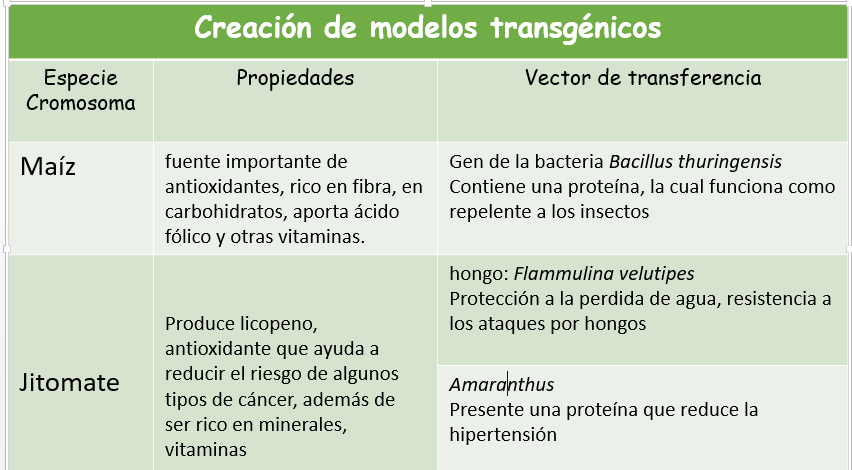 Creación de modelos transgénicos
Especie
Cromosoma
Propiedades
Vector de transferencia
Maíz
fuente importante de
antioxidantes, rico en fibra, en
carbohidratos, aporta ácido
fólico y otras vitaminas.
Gen de la bacteria Bacillus thuringensis
Contiene una proteína, la cual funciona como
repelente a los insectos
Jitomate
Produce licopeno,
antioxidante que ayuda a
reducir el riesgo de algunos
tipos de cáncer, además de
ser rico en minerales,
vitaminas
hongo: Flammulina velutipes
Protección a la perdida de agua, resistencia a
los ataques por hongos
Amaranthus
Presente una proteína que reduce la
hipertensión